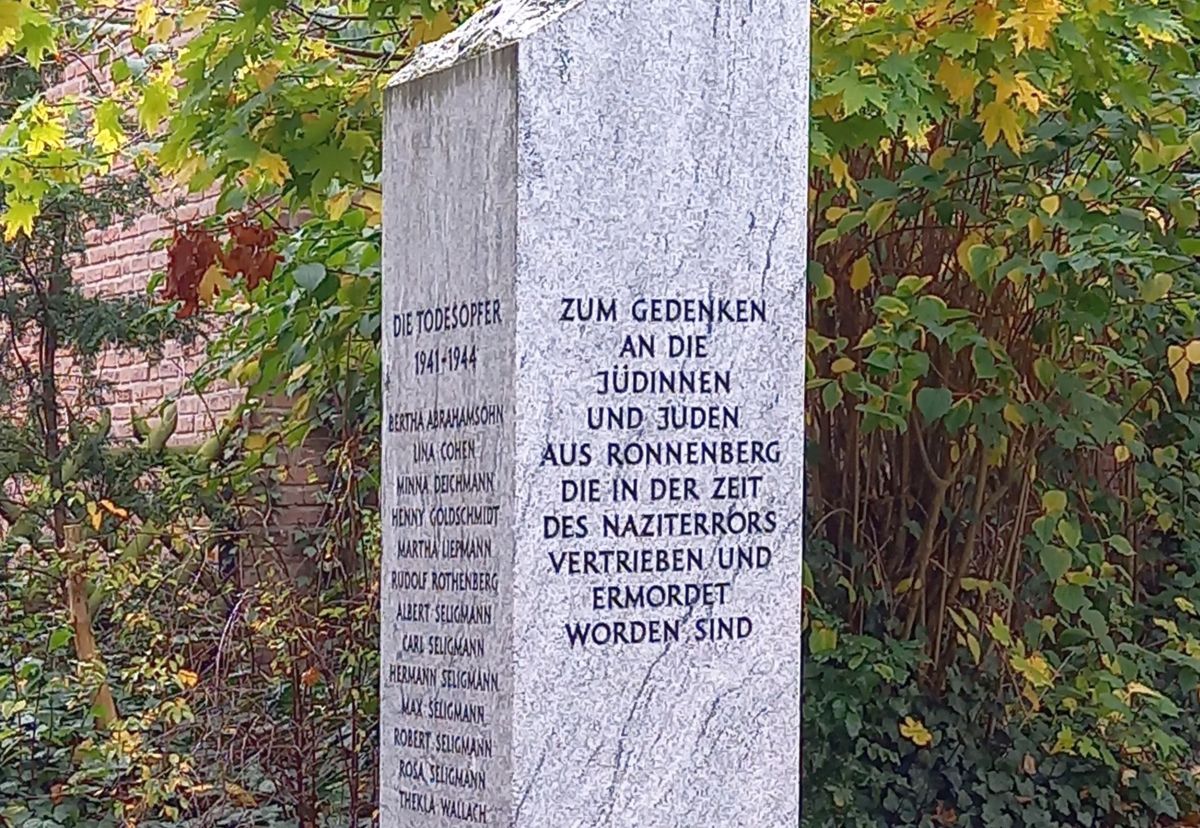 DIE TODESOPFER
1941-1944
BERTHA ABRAHAMSOHN
LINA COHEN
MINNA DEICHMANN
HENNY GOLDSCHMIDT
MARTHA LIEPMANN
RUDOLF ROTHENBERG
ALBERT SELIGMANN
CARL SELIGMANN
HERMANN SELIGMANN
MAX SELIGMANN
ROBERT SELIGMANN
ROSA SELIGMANN
THEKLA WALLACH
ZUM GEDENKEN
AN DIE
JÜDINNEN
UND JUDEN
AUS RONNENBERG
DIE IN DER ZEIT
DES NAZITERRORS
VERTRIEBEN UND
ERMORDET
WORDEN SIND